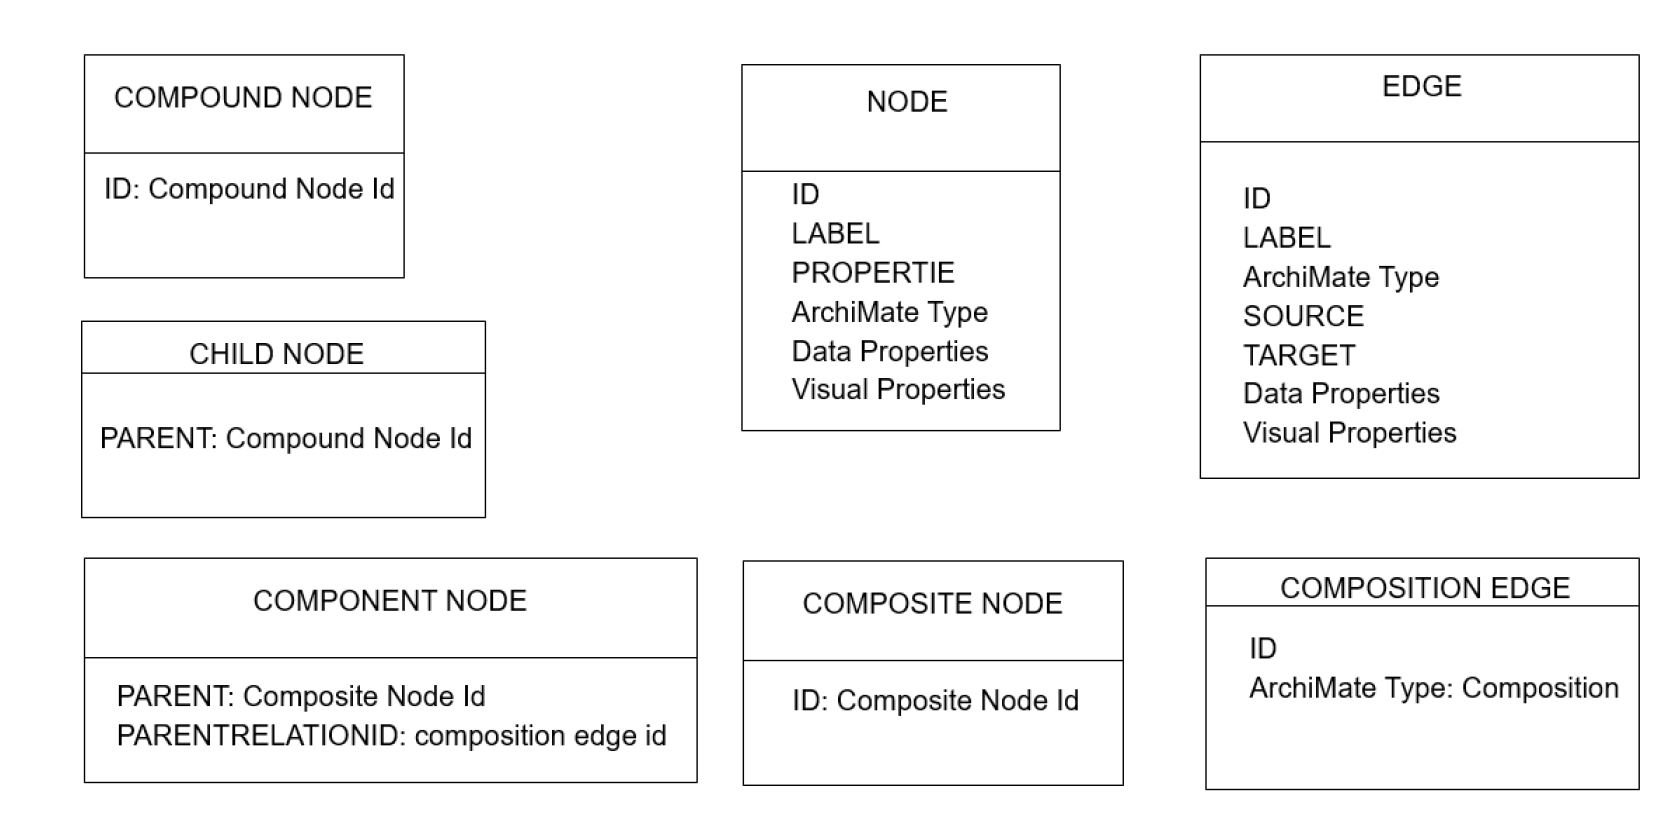 COMPOUND NODE
ID: Compound Node Id
NODE
ID
LABEL
PROPERTIE
ArchiMate Type
Data Properties
Visual Properties
EDGE
ID
LABEL
ArchiMate Type
SOURCE
TARGET
Data Properties
Visual Properties
CHILD NODE
PARENT: Compound Node Id
COMPONENT NODE
PARENT: Composite Node Id
PARENTRELATIONID: composition edge id
COMPOSITE NODE
ID: Composite Node Id
COMPOSITION EDGE
ID
ArchiMate Type: Composition